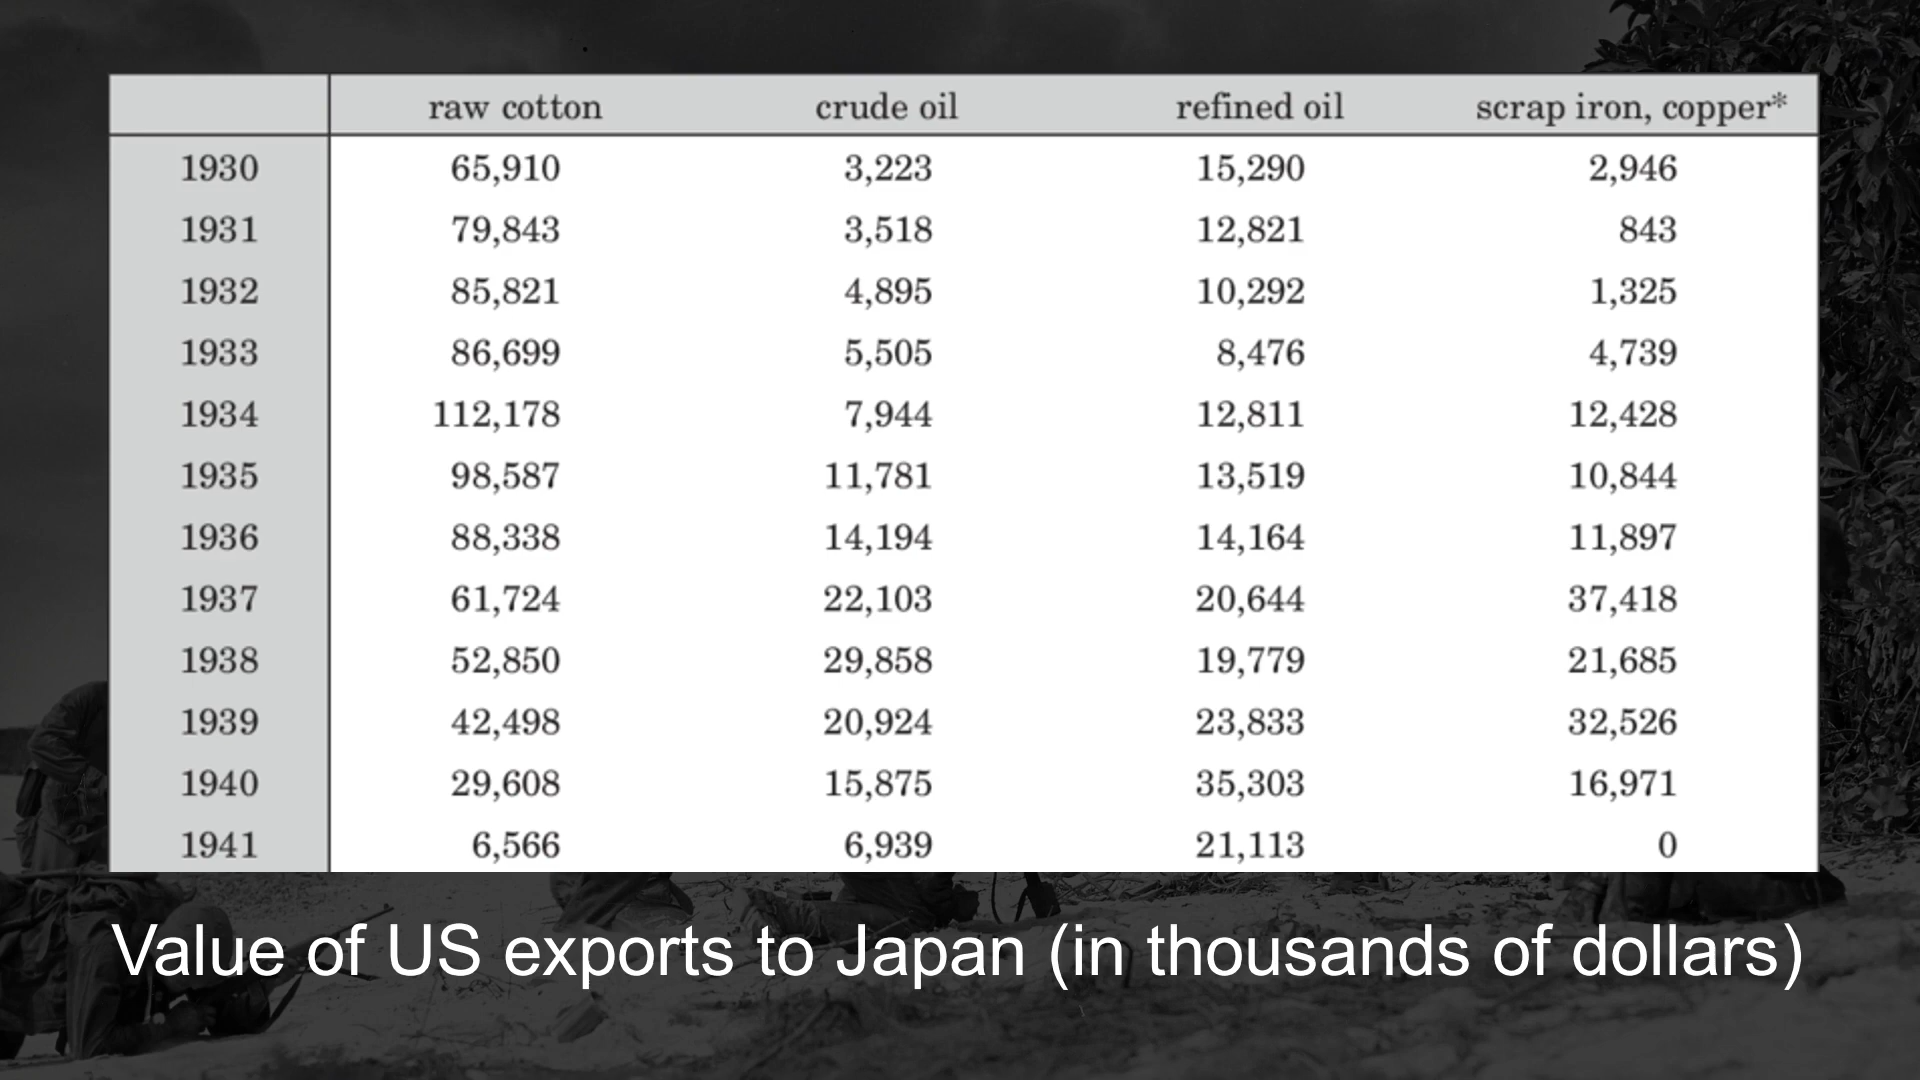 raw cotton crude oil refined oil scrap iron, copper*
1930 65,910 3,223 15,290 2,946
1931 79,843 3,518 12,821 843
1932 85,821 4,895 10,292 1,325
1933 86,699 5,505 8,476 4,739
1934 112,178 7,944 12,811 12,428
1935 98,587 11,781 13,519 10,844
1936 88,338 14,194 14,164 11,897
1937 61,724 22,103 20,644 37,418
1938 52,850 29,858 19,779 21,685
1939 42,498 20,924 23,833 32,526
1940 29,608 15,875 35,303 16,971
1941 6,566 6,939 21,113 0
Value of US exports to Japan (in thousands of dollars)